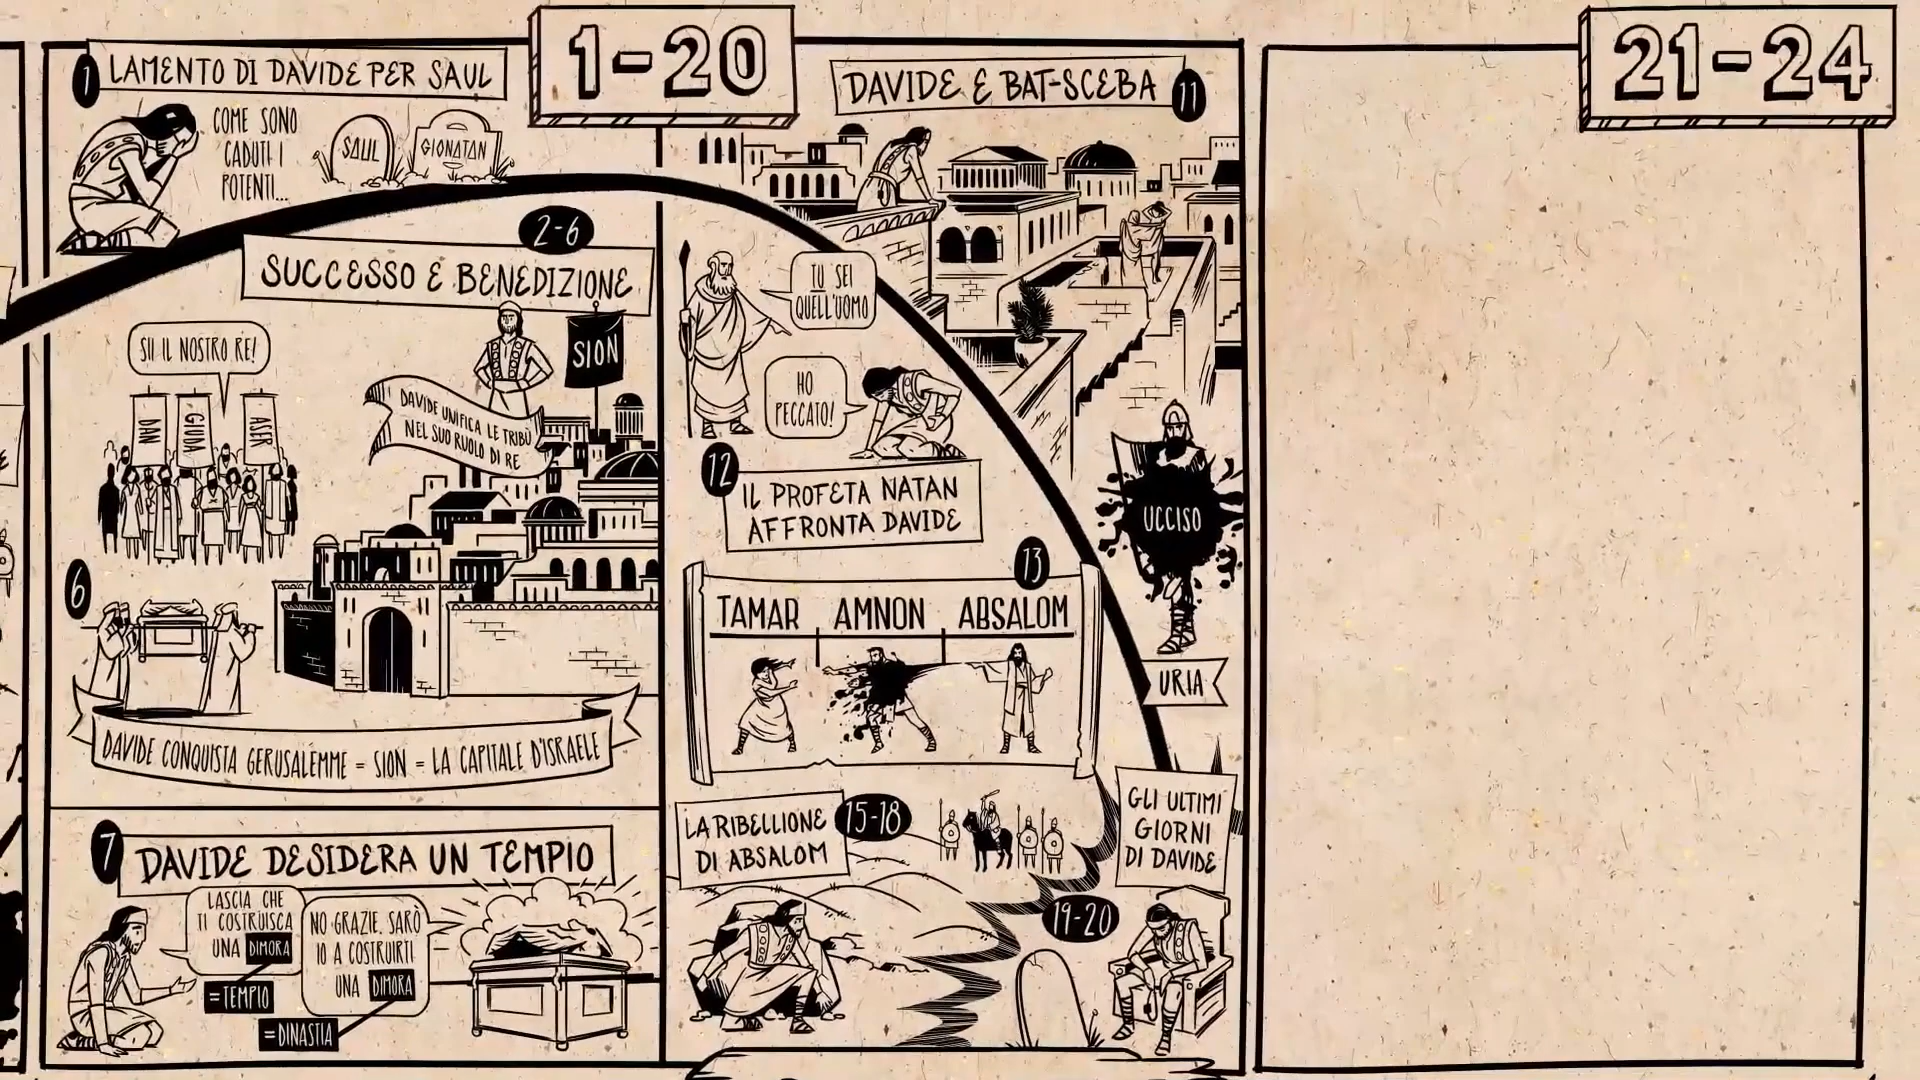 1-20
21-24
1
LAMENTO DI DAVIDE PER SAUL
COME SONO
CADUTI I
POTENTI...
SAUL
GIONATAN
2-6
SUCCESSO E BENEDIZIONE
SII IL NOSTRO RE!
DAN
GIUDA
ASER
SION
DAVIDE UNIFICA LE TRIBÙ
NEL SUO RUOLO DI RE
6
DAVIDE CONQUISTA GERUSALEMME = SION = LA CAPITALE D'ISRAELE
7
DAVIDE DESIDERA UN TEMPIO
LASCIA CHE
TI COSTRUISCA
UNA DIMORA
=TEMPIO
NO GRAZIE, SARÒ
IO A COSTRUIRTI
UNA DIMORA
=DINASTIA
DAVIDE E BAT-SCEBA
11
TU SEI
QUELL'UOMO
HO
PECCATO!
12
IL PROFETA NATAN
AFFRONTA DAVIDE
UCCISO
URIA
13
TAMAR AMNON ABSALOM
LA RIBELLIONE
DI ABSALOM
15-18
GLI ULTIMI
GIORNI
DI DAVIDE
19-20